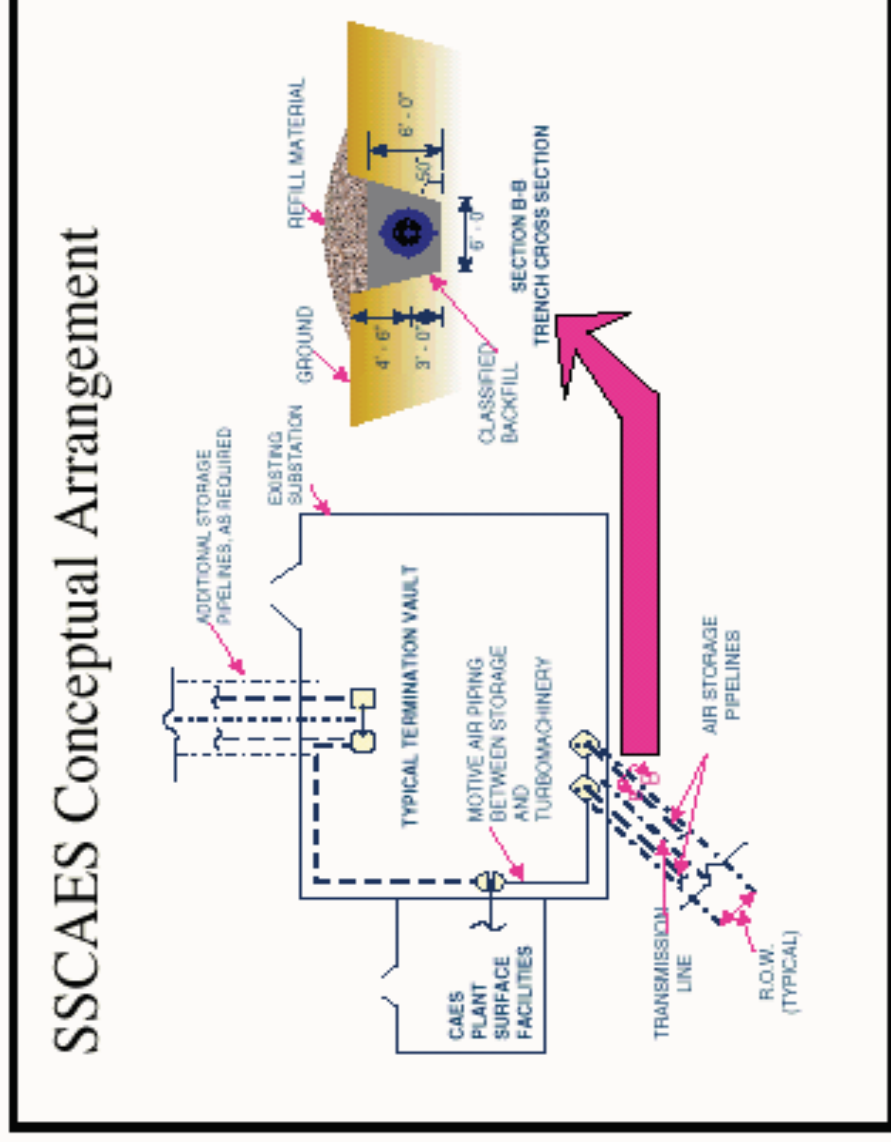 SSCAES Conceptual Arrangement
ADDITIONAL STORAGE
PIPELINES, AS REQUIRED
EXISTING
SUBSTATION
GROUND
REFILL MATERIAL
4' - 6"
3' - 0"
6' - 0"
50°
6' - 0
CLASSIFIED
BACKFILL
SECTION B-B
TRENCH CROSS SECTION
TYPICAL TERMINATION VAULT
MOTIVE AIR PIPING
BETWEEN STORAGE
AND
TURBOMACHINERY
CAES
PLANT
SURFACE
FACILITIES
AIR STORAGE
PIPELINES
TRANSMISSION
LINE
R.O.W.
(TYPICAL)